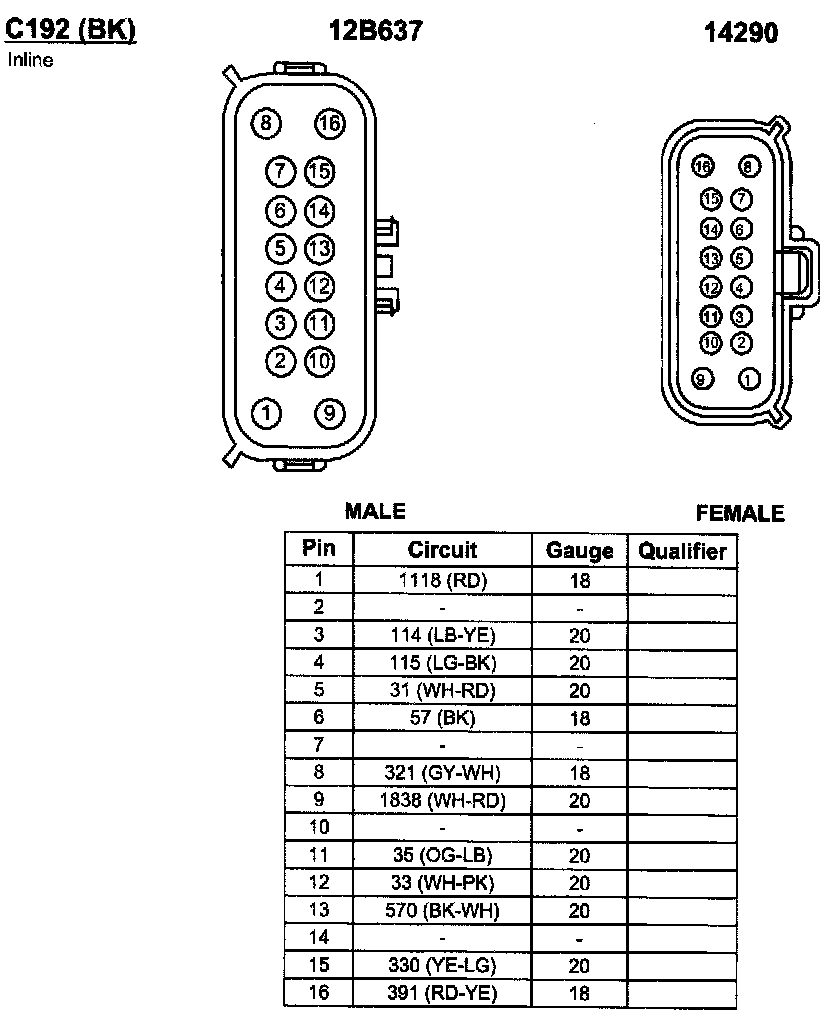 C192 (BK) 12B637 14290
Inline
8 16
7 15
6 14
5 13
4 12
3 11
2 10
1 9
16 8
15 7
14 6
13 5
12 4
11 3
10 2
9 1
MALE FEMALE
Pin Circuit Gauge Qualifier
1 1118 (RD) 18
2 - -
3 114 (LB-YE) 20
4 115 (LG-BK) 20
5 31 (WH-RD) 20
6 57 (BK) 18
7 - -
8 321 (GY-WH) 18
9 1838 (WH-RD) 20
10 - -
11 35 (OG-LB) 20
12 33 (WH-PK) 20
13 570 (BK-WH) 20
14 - -
15 330 (YE-LG) 20
16 391 (RD-YE) 18